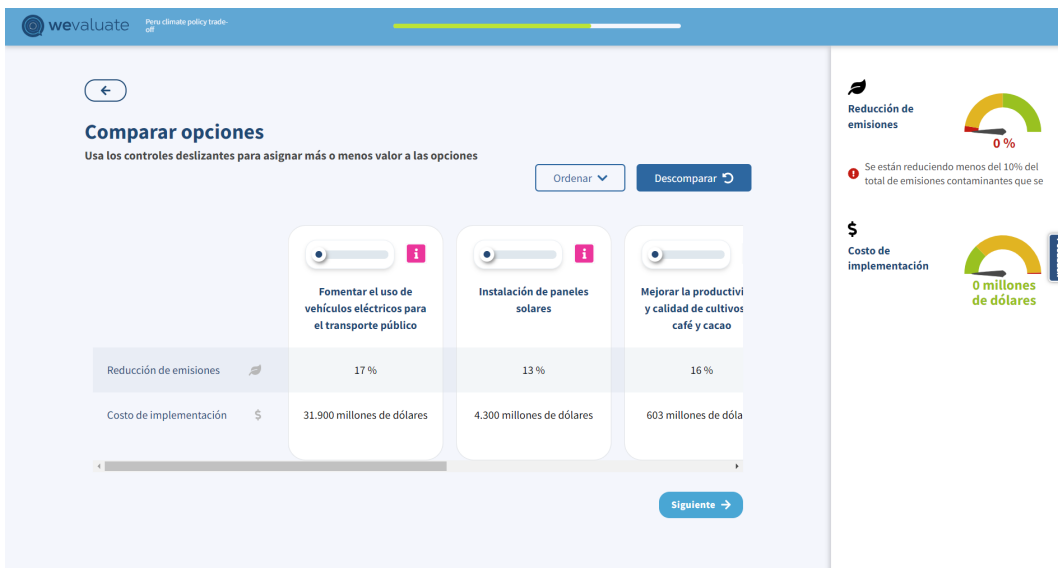 wevaluate
Peru climate policy trade-
off
Comparar opciones
Usa los controles deslizantes para asignar más o menos valor a las opciones
Ordenar
Descomparar
i
i
Fomentar el uso de
vehículos eléctricos para
el transporte público
Instalación de paneles
solares
Mejorar la productivi
y calidad de cultivos
café y cacao
Reducción de emisiones
17 %
13 %
16 %
Costo de implementación
$
31.900 millones de dólares
4.300 millones de dólares
603 millones de dóla
Siguiente
Reducción de
emisiones
0 %
Se están reduciendo menos del 10% del
total de emisiones contaminantes que se
$
Costo de
implementación
0 millones
de dólares